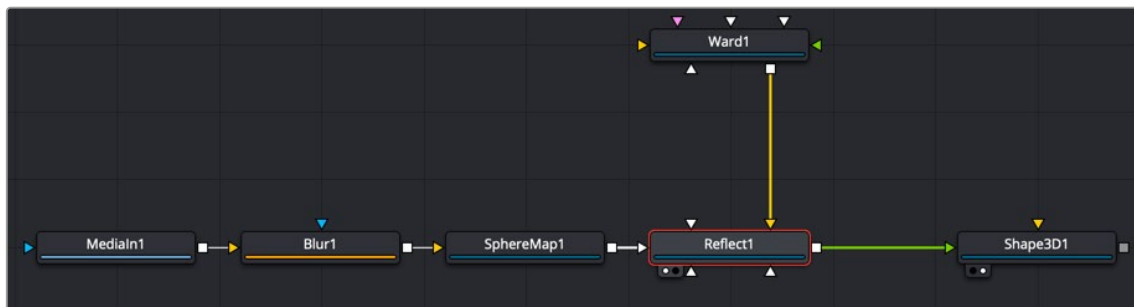 Ward1
MediaIn1
Blur1
SphereMap1
Reflect1
Shape3D1